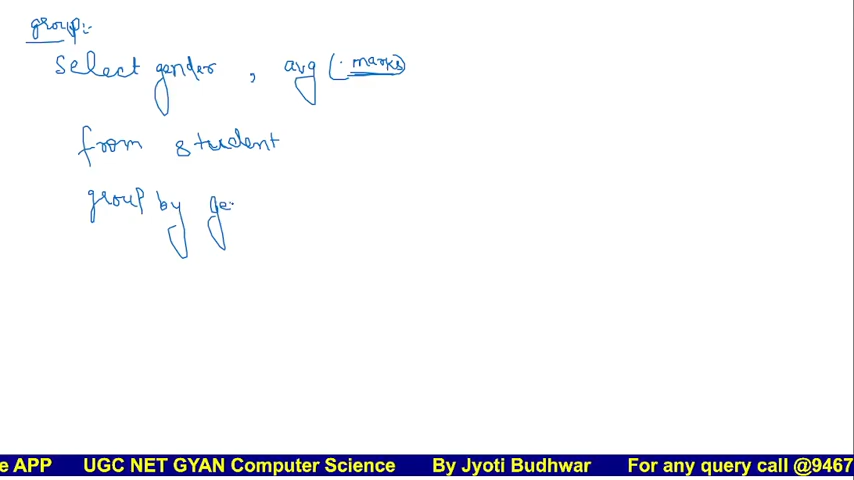 group:-
Select gender , avg (marks)
from student
group by ge
e APP UGC NET GYAN Computer Science By Jyoti Budhwar For any query call @9467